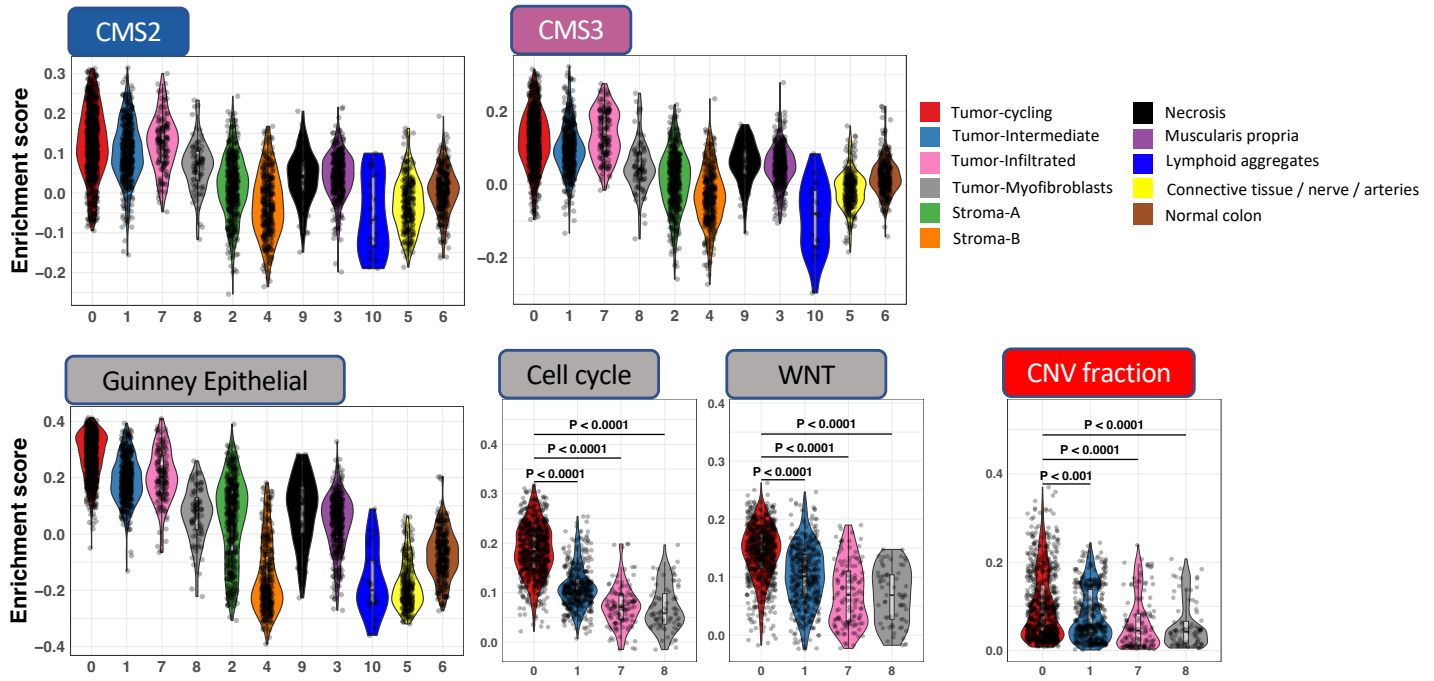 CMS2
CMS3
Enrichment score
0.3
0.2
0.1
0.0
−0.1
−0.2
0 1 7 8 2 4 9 3 10 5 6
0.2
0.0
−0.2
0 1 7 8 2 4 9 3 10 5 6
Tumor-cycling
Tumor-Intermediate
Tumor-Infiltrated
Tumor-Myofibroblasts
Stroma-A
Stroma-B
Necrosis
Muscularis propria
Lymphoid aggregates
Connective tissue / nerve / arteries
Normal colon
Guinney Epithelial
Cell cycle
WNT
CNV fraction
Enrichment score
0.4
0.2
0.0
−0.2
−0.4
0 1 7 8 2 4 9 3 10 5 6
P < 0.0001
P < 0.0001
P < 0.0001
0.4
0.3
0.2
0.1
0.0
0 1 7 8
P < 0.0001
P < 0.0001
P < 0.0001
0.4
0.3
0.2
0.1
0.0
0 1 7 8
P < 0.0001
P < 0.0001
P < 0.001
0.4
0.2
0.0
0 1 7 8